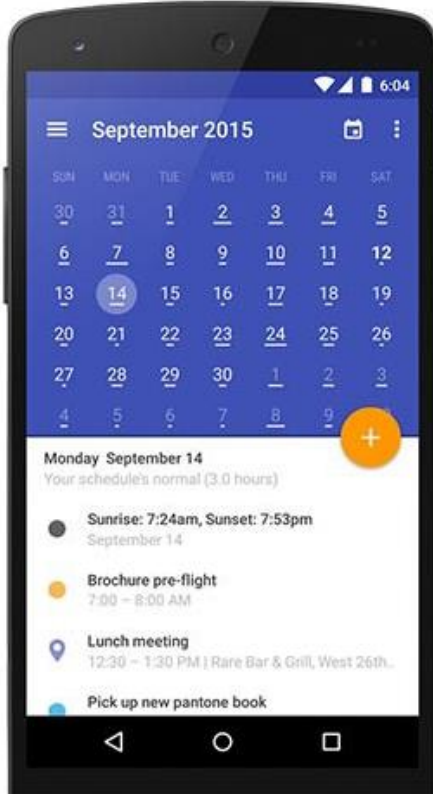 6:04
September 2015
SUN MON TUE WED THU FRI SAT
30 31 1 2 3 4 5
6 7 8 9 10 11 12
13 14 15 16 17 18 19
20 21 22 23 24 25 26
27 28 29 30 1 2 3
4 5 6 7 8 9
Monday September 14
Your schedule's normal (3.0 hours)
Sunrise: 7:24am, Sunset: 7:53pm
September 14
Brochure pre-flight
7:00 – 8:00 AM
Lunch meeting
12:30 – 1:30 PM | Rare Bar & Grill, West 26th..
Pick up new pantone book